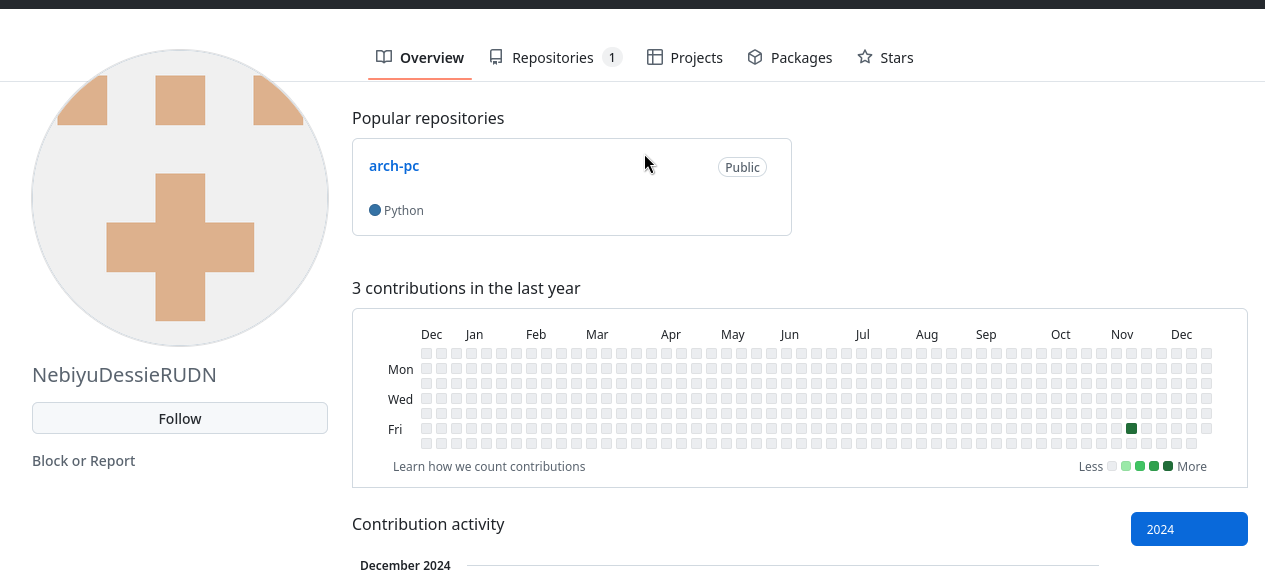 Overview Repositories 1 Projects Packages Stars
Popular repositories
arch-pc Public
Python
3 contributions in the last year
Dec Jan Feb Mar Apr May Jun Jul Aug Sep Oct Nov Dec
Mon
Wed
Fri
Learn how we count contributions Less More
NebiyuDessieRUDN
Follow
Block or Report
Contribution activity 2024
December 2024